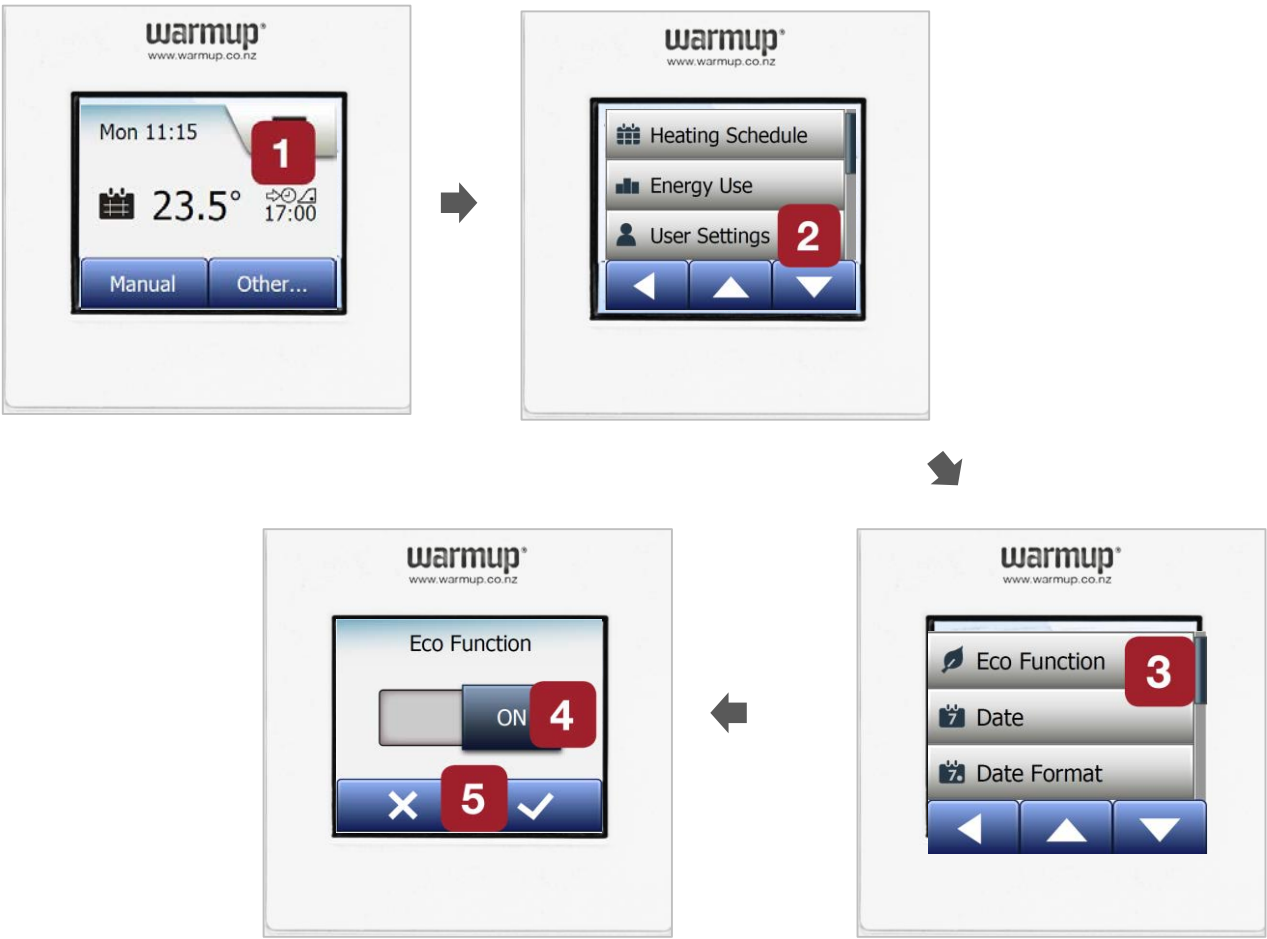 warmup®
www.warmup.co.nz
Mon 11:15
1
23.5°
17:00
Manual
Other...
warmup®
www.warmup.co.nz
Heating Schedule
Energy Use
User Settings
2
warmup®
www.warmup.co.nz
Eco Function
3
7 Date
7. Date Format
warmup®
www.warmup.co.nz
Eco Function
ON
4
5